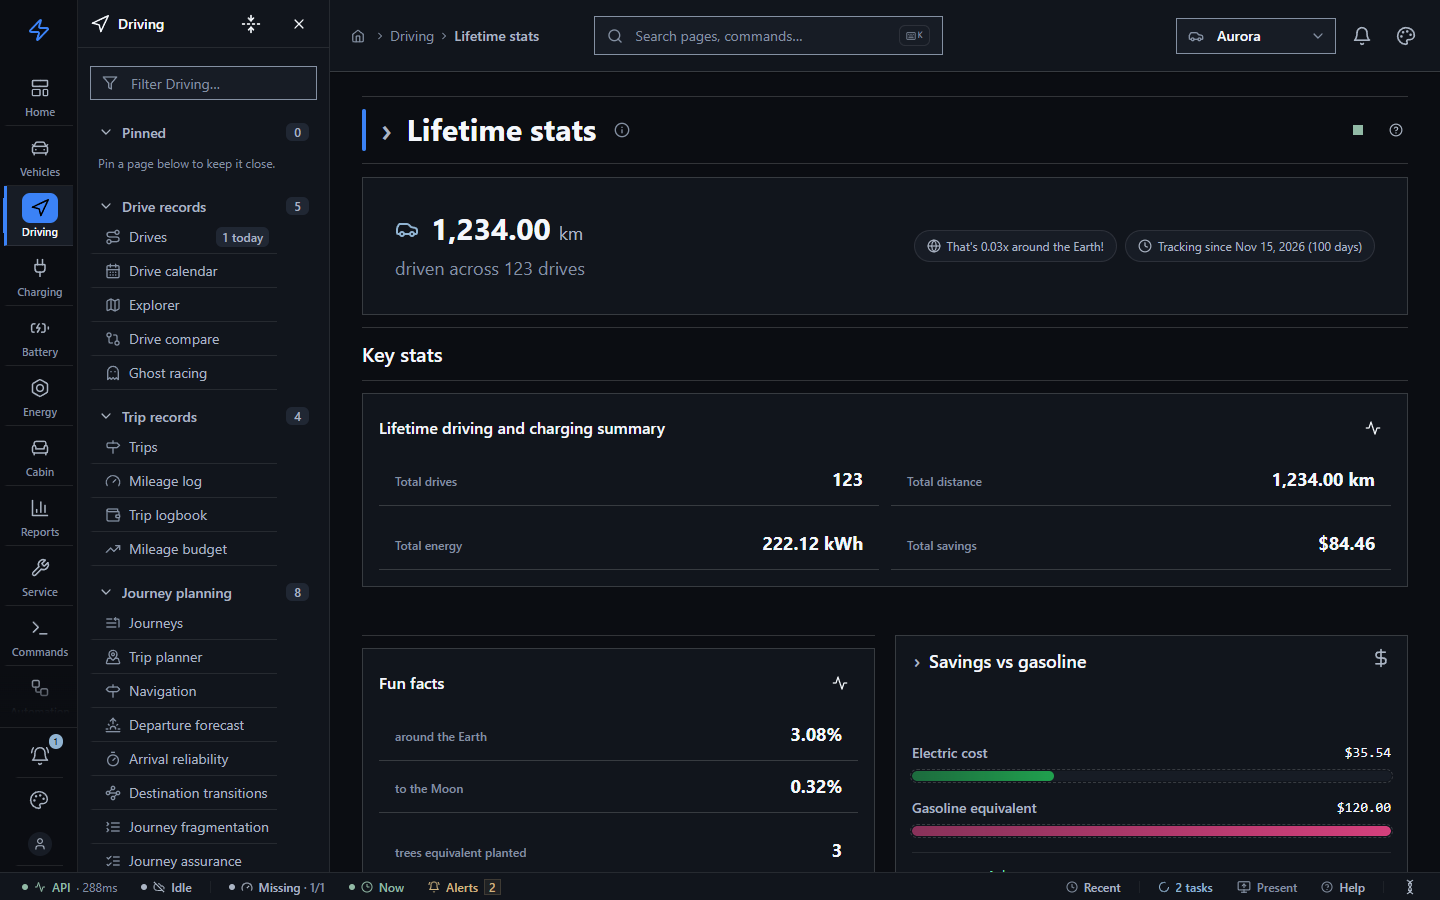 Driving
Home
Vehicles
Driving
Charging
Battery
Energy
Cabin
Reports
Service
Commands
1
Filter Driving...
Pinned 0
Pin a page below to keep it close.
Drive records 5
Drives 1 today
Drive calendar
Explorer
Drive compare
Ghost racing
Trip records 4
Trips
Mileage log
Trip logbook
Mileage budget
Journey planning 8
Journeys
Trip planner
Navigation
Departure forecast
Arrival reliability
Destination transitions
Journey fragmentation
Journey assurance
Driving Lifetime stats
Search pages, commands... K
Aurora
Lifetime stats
1,234.00 km
driven across 123 drives
That's 0.03x around the Earth!
Tracking since Nov 15, 2026 (100 days)
Key stats
Lifetime driving and charging summary
Total drives 123
Total distance 1,234.00 km
Total energy 222.12 kWh
Total savings $84.46
Fun facts
around the Earth 3.08%
to the Moon 0.32%
trees equivalent planted 3
Savings vs gasoline
Electric cost $35.54
Gasoline equivalent $120.00
API · 288ms
Idle
Missing · 1/1
Now
Alerts 2
Recent
2 tasks
Present
Help